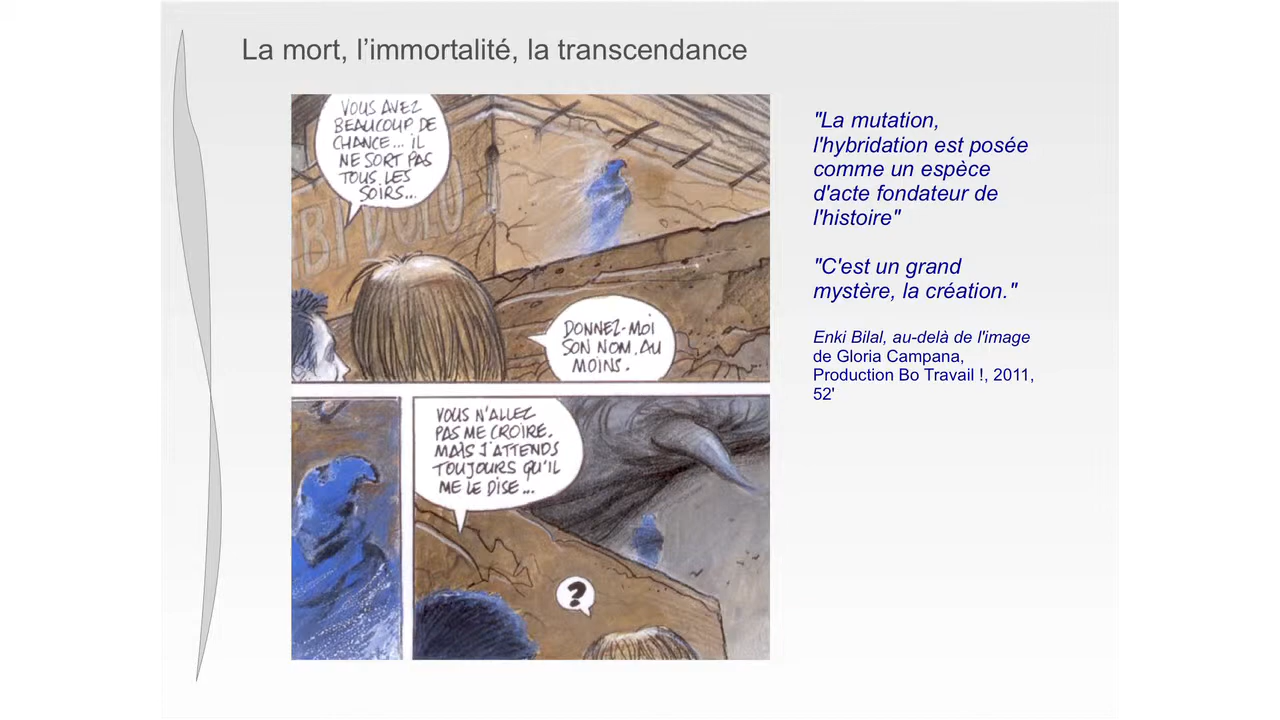 La mort, l’immortalité, la transcendance
VOUS AVEZ
BEAUCOUP DE
CHANCE... IL
NE SORT PAS
TOUS LES
SOIRS...
DONNEZ-MOI
SON NOM, AU
MOINS.
VOUS N'ALLEZ
PAS ME CROIRE.
MAIS J'ATTENDS
TOUJOURS QU'IL
ME LE DISE...
?
"La mutation,
l'hybridation est posée
comme un espèce
d'acte fondateur de
l'histoire"
"C'est un grand
mystère, la création."
Enki Bilal, au-delà de l'image
de Gloria Campana,
Production Bo Travail !, 2011,
52'